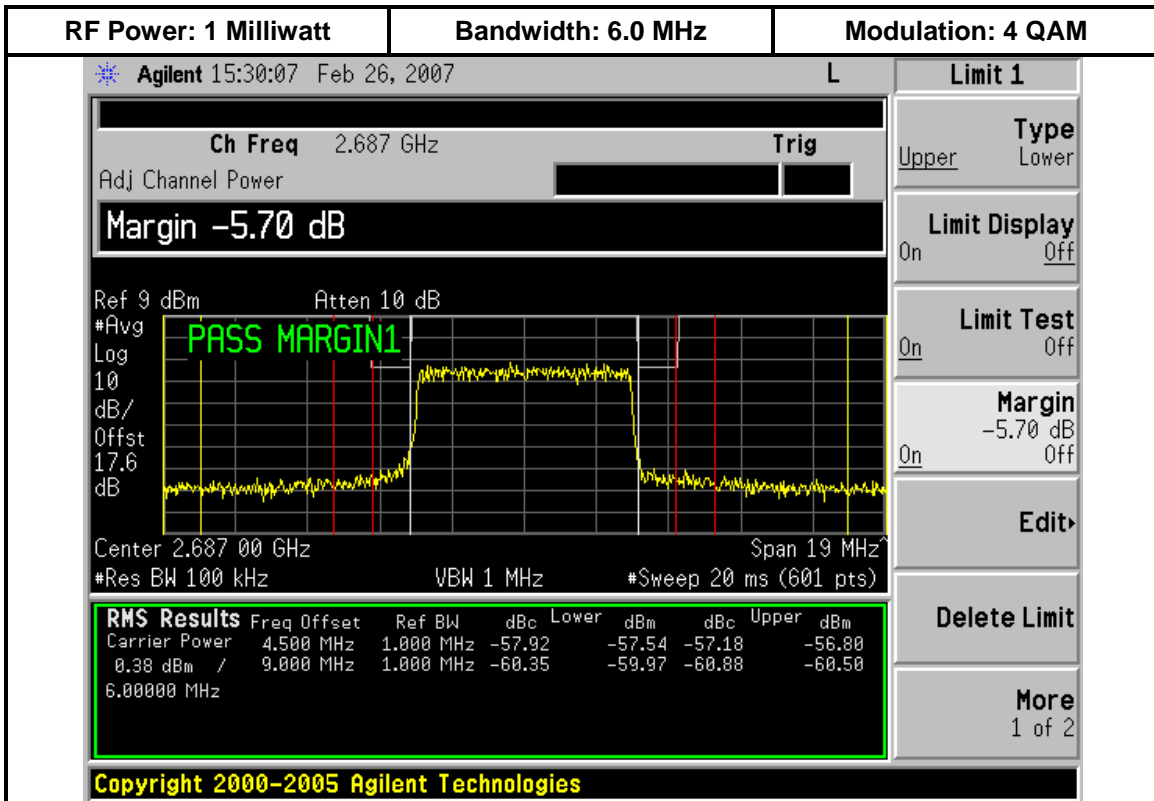 RF Power: 1 Milliwatt Bandwidth: 6.0 MHz Modulation: 4 QAM
Agilent 15:30:07 Feb 26, 2007 L
Ch Freq 2.687 GHz Trig
Adj Channel Power
Margin -5.70 dB
Ref 9 dBm Atten 10 dB
#Avg
Log
10
dB/
Offst
17.6
dB
PASS MARGIN1
Center 2.687 00 GHz Span 19 MHz^
#Res BW 100 kHz VBW 1 MHz #Sweep 20 ms (601 pts)
RMS Results Freq Offset Ref BW dBc Lower dBm dBc Upper dBm
Carrier Power 4.500 MHz 1.000 MHz -57.92 -57.54 -57.18 -56.80
0.38 dBm / 9.000 MHz 1.000 MHz -60.35 -59.97 -60.88 -60.50
6.00000 MHz
Copyright 2000-2005 Agilent Technologies
Limit 1
Type
Upper Lower
Limit Display
On Off
Limit Test
On Off
Margin
-5.70 dB
On Off
Edit▸
Delete Limit
More
1 of 2